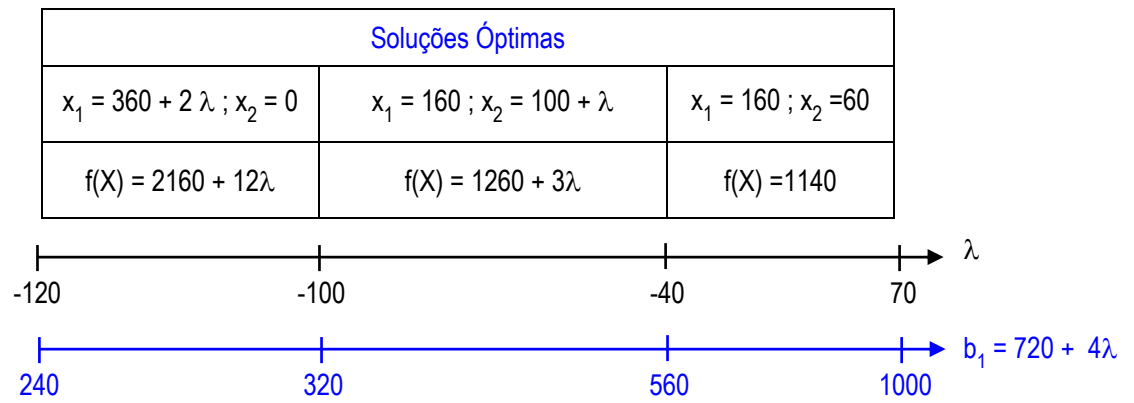 Soluções Óptimas
x₁ = 360 + 2 λ ; x₂ = 0
x₁ = 160 ; x₂ = 100 + λ
x₁ = 160 ; x₂ =60
f(X) = 2160 + 12λ
f(X) = 1260 + 3λ
f(X) =1140
λ
-120 -100 -40 70
b₁ = 720 + 4λ
240 320 560 1000